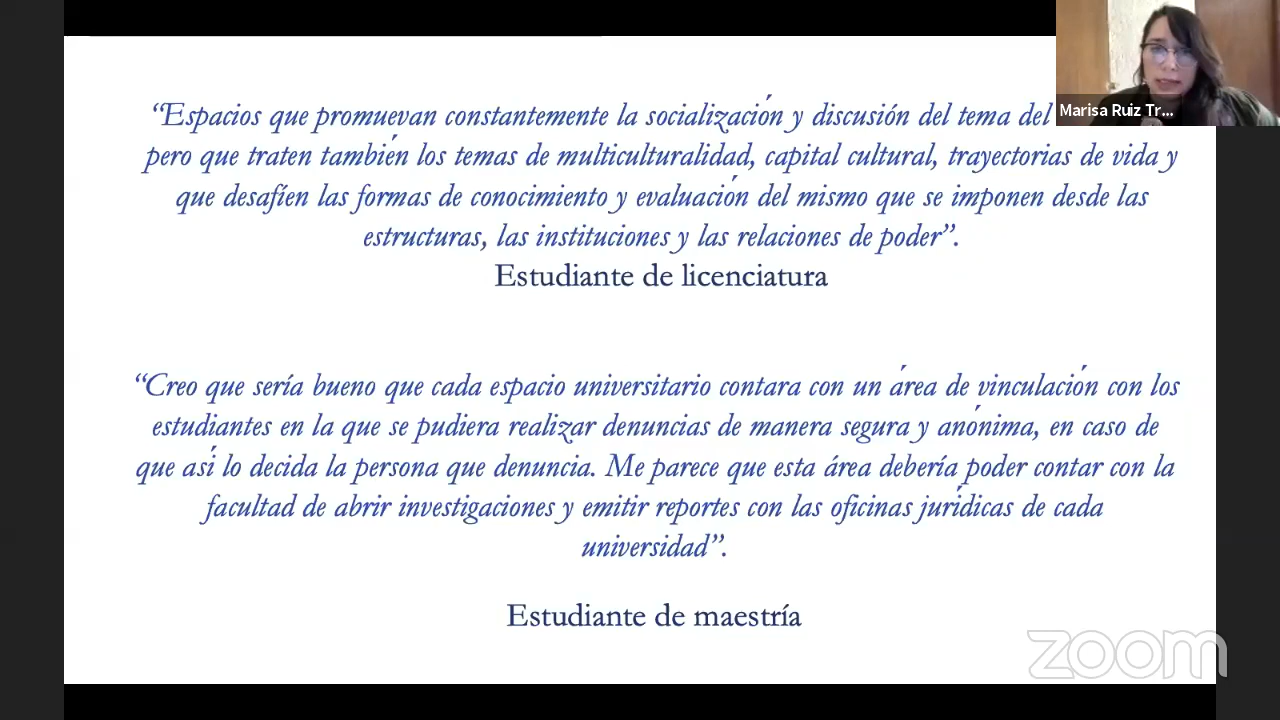 “Espacios que promuevan constantemente la socialización y discusión del tema del
pero que traten también los temas de multiculturalidad, capital cultural, trayectorias de vida y
que desafíen las formas de conocimiento y evaluación del mismo que se imponen desde las
estructuras, las instituciones y las relaciones de poder”.
Estudiante de licenciatura
“Creo que sería bueno que cada espacio universitario contara con un área de vinculación con los
estudiantes en la que se pudiera realizar denuncias de manera segura y anónima, en caso de
que así lo decida la persona que denuncia. Me parece que esta área debería poder contar con la
facultad de abrir investigaciones y emitir reportes con las oficinas jurídicas de cada
universidad”.
Estudiante de maestría
Marisa Ruiz Tr...
zoom